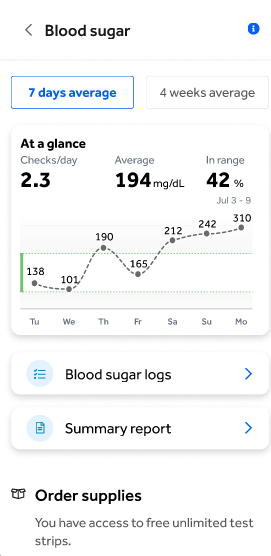 Blood sugar
7 days average
4 weeks average
At a glance
Checks/day
Average
In range
2.3
194 mg/dL
42 %
Jul 3 - 9
138
101
190
165
212
242
310
Tu We Th Fr Sa Su Mo
Blood sugar logs
Summary report
Order supplies
You have access to free unlimited test
strips.